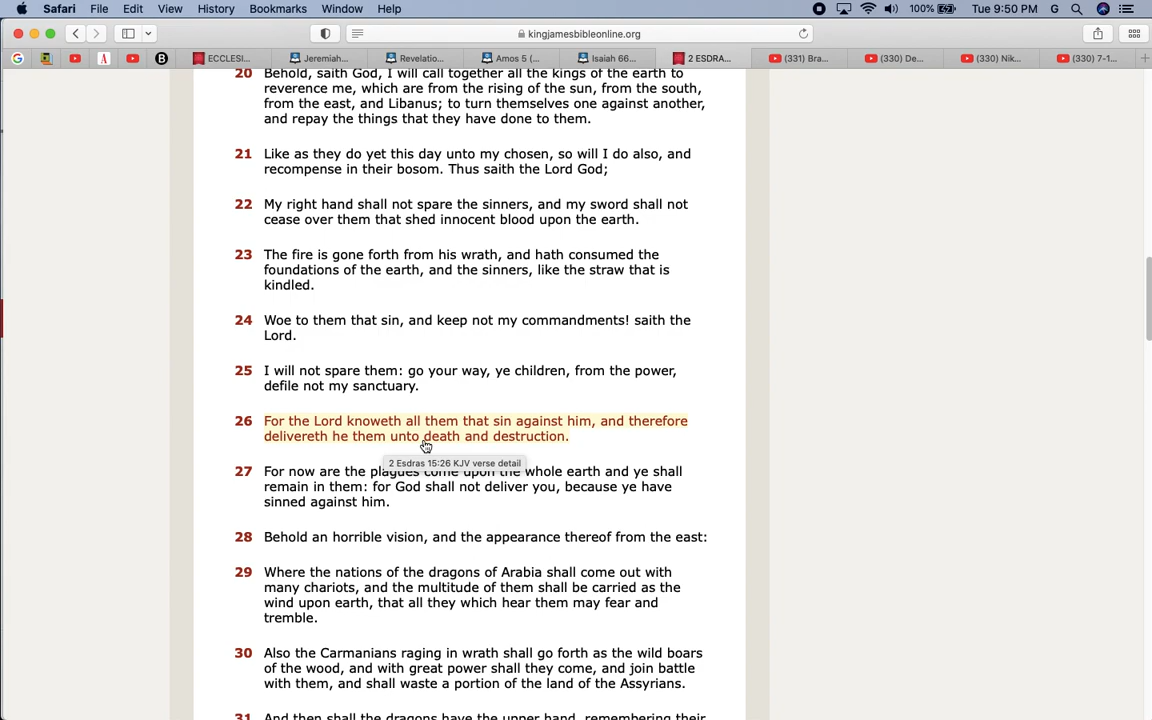 Safari File Edit View History Bookmarks Window Help 100% Tue 9:50 PM G
kingjamesbibleonline.org
G A B ECCLESI... Jeremiah... Revelatio... Amos 5 (... Isaiah 66... 2 ESDRA... (331) Bra... (330) De... (330) Nik... (330) 7-1...
20 Behold, saith God, I will call together all the kings of the earth to
reverence me, which are from the rising of the sun, from the south,
from the east, and Libanus; to turn themselves one against another,
and repay the things that they have done to them.
21 Like as they do yet this day unto my chosen, so will I do also, and
recompense in their bosom. Thus saith the Lord God;
22 My right hand shall not spare the sinners, and my sword shall not
cease over them that shed innocent blood upon the earth.
23 The fire is gone forth from his wrath, and hath consumed the
foundations of the earth, and the sinners, like the straw that is
kindled.
24 Woe to them that sin, and keep not my commandments! saith the
Lord.
25 I will not spare them: go your way, ye children, from the power,
defile not my sanctuary.
26 For the Lord knoweth all them that sin against him, and therefore
delivereth he them unto death and destruction.
2 Esdras 15:26 KJV verse detail
27 For now are the plagues come upon the whole earth and ye shall
remain in them: for God shall not deliver you, because ye have
sinned against him.
28 Behold an horrible vision, and the appearance thereof from the east:
29 Where the nations of the dragons of Arabia shall come out with
many chariots, and the multitude of them shall be carried as the
wind upon earth, that all they which hear them may fear and
tremble.
30 Also the Carmanians raging in wrath shall go forth as the wild boars
of the wood, and with great power shall they come, and join battle
with them, and shall waste a portion of the land of the Assyrians.
31 And then shall the dragons have the upper hand, remembering their